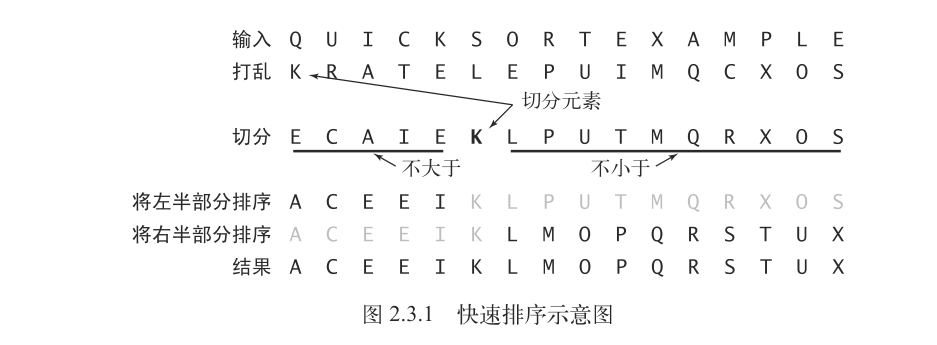 输入 Q U I C K S O R T E X A M P L E
打乱 K R A T E L E P U I M Q C X O S
切分元素
切分 E C A I E K L P U T M Q R X O S
不大于 不小于
将左半部分排序 A C E E I K L P U T M Q R X O S
将右半部分排序 A C E E I K L M O P Q R S T U X
结果 A C E E I K L M O P Q R S T U X
图 2.3.1 快速排序示意图